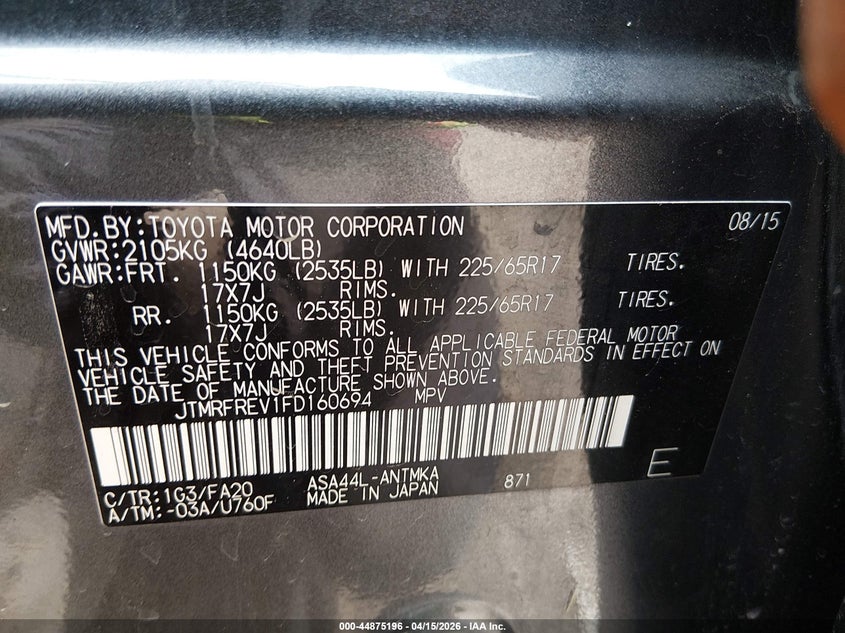 MFD.BY:TOYOTA MOTOR CORPORATION 08/15
GVWR:2105KG (4640LB)
GAWR:FRT. 1150KG (2535LB) WITH 225/65R17 TIRES.
17X7J RIMS.
RR. 1150KG (2535LB) WITH 225/65R17 TIRES.
17X7J RIMS.
THIS VEHICLE CONFORMS TO ALL APPLICABLE FEDERAL MOTOR
VEHICLE SAFETY AND THEFT PREVENTION STANDARDS IN EFFECT ON
THE DATE OF MANUFACTURE SHOWN ABOVE.
JTMRFREV1FD160694 MPV
E
C/TR:1G3/FA20 ASA44L-ANTMKA 871
A/TM:-03A/U760F MADE IN JAPAN
000-44875196 - 04/15/2026 - IAA Inc.